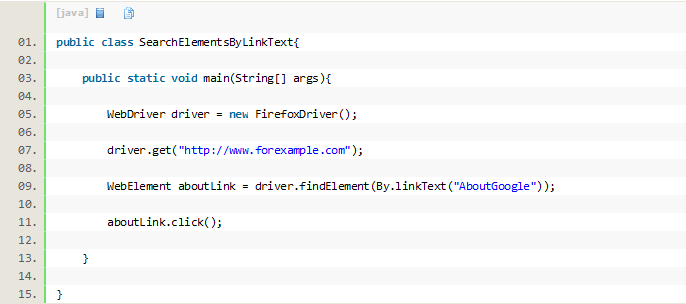 [java]
01. public class SearchElementsByLinkText{
02.
03. public static void main(String[] args){
04.
05. WebDriver driver = new FirefoxDriver();
06.
07. driver.get("http://www.forexample.com");
08.
09. WebElement aboutLink = driver.findElement(By.linkText("AboutGoogle"));
10.
11. aboutLink.click();
12.
13. }
14.
15. }